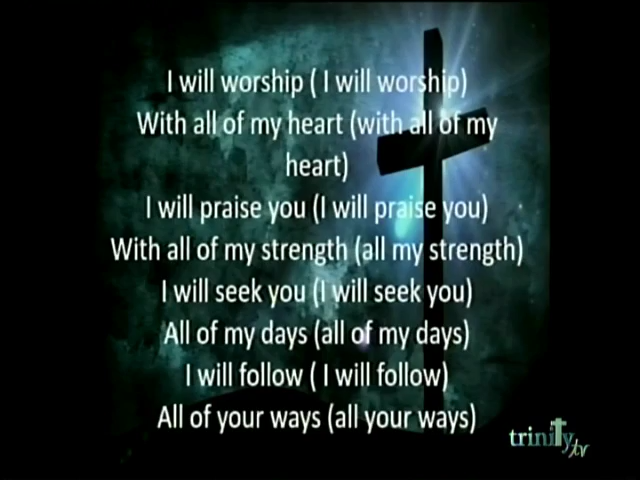 I will worship ( I will worship)
With all of my heart (with all of my
heart)
I will praise you (I will praise you)
With all of my strength (all my strength)
I will seek you (I will seek you)
All of my days (all of my days)
I will follow ( I will follow)
All of your ways (all your ways)
trinity tv